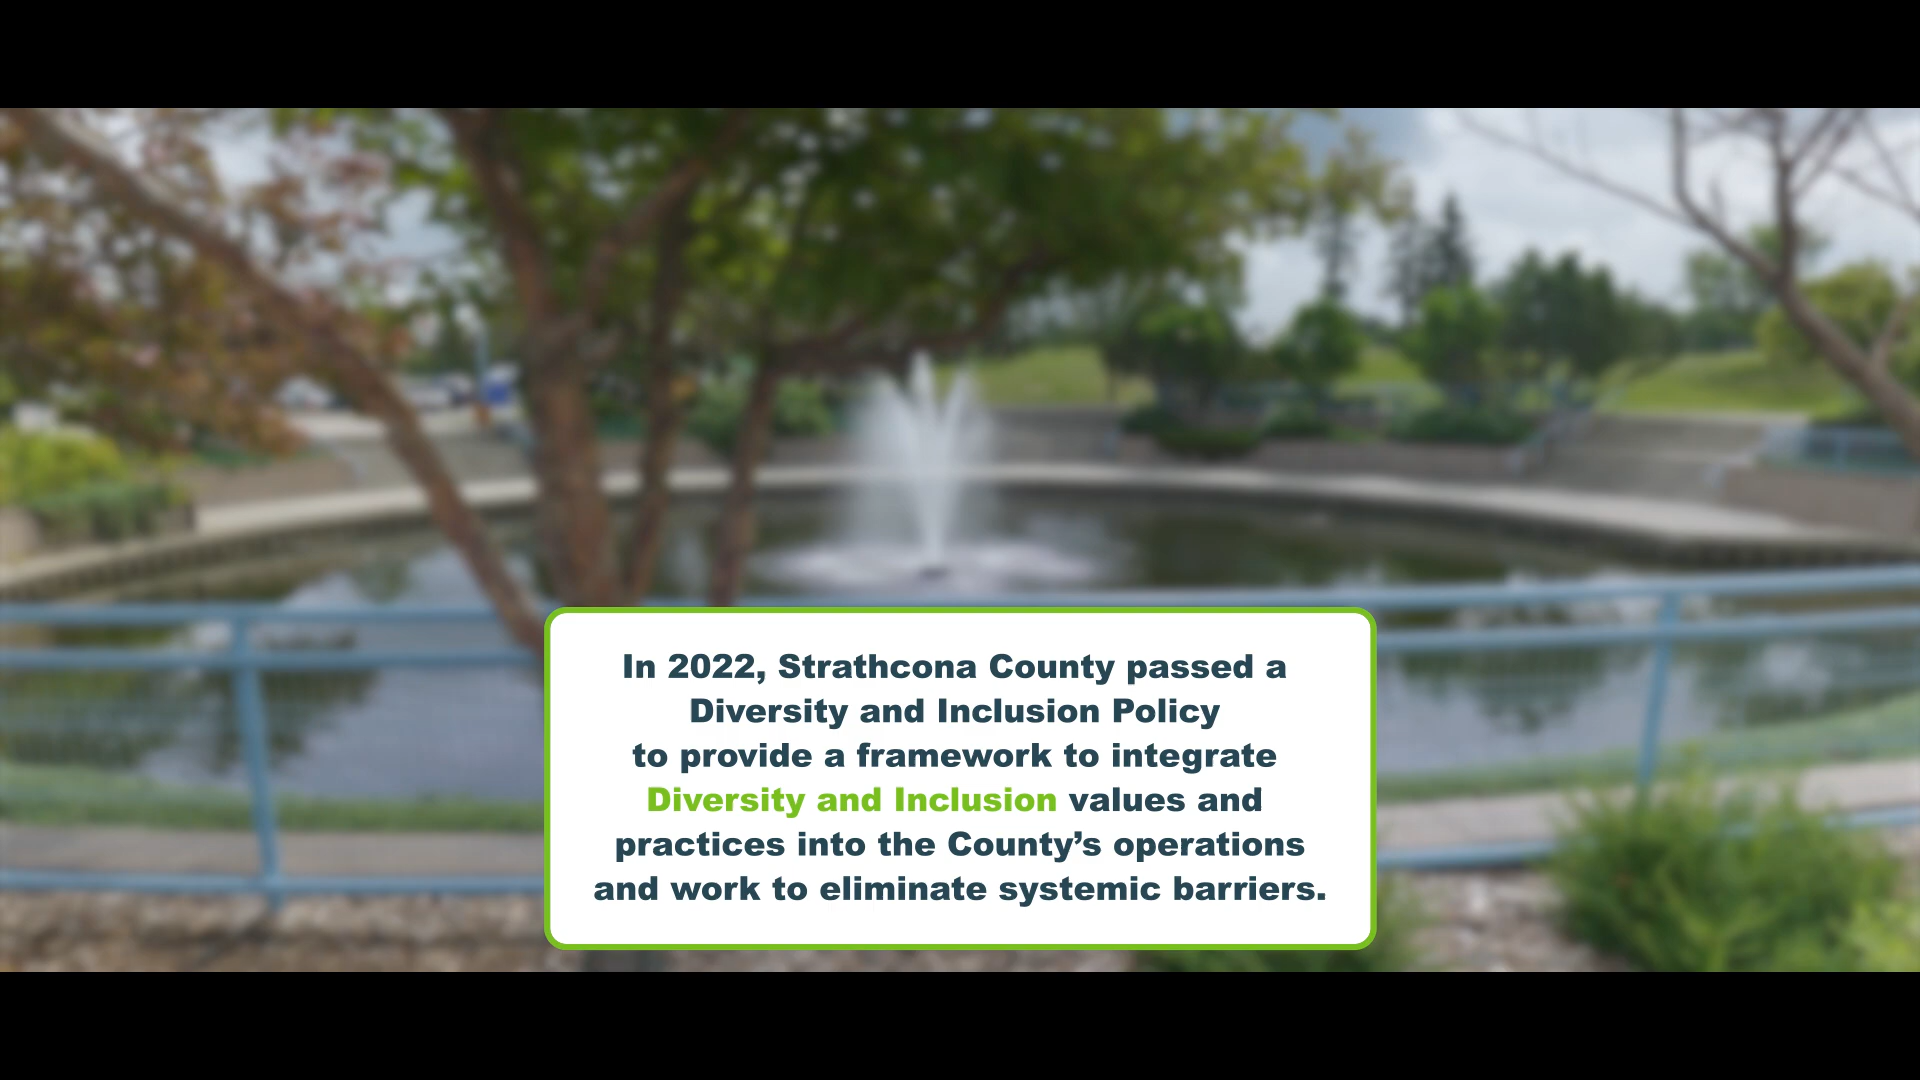 In 2022, Strathcona County passed a
Diversity and Inclusion Policy
to provide a framework to integrate
Diversity and Inclusion values and
practices into the County’s operations
and work to eliminate systemic barriers.